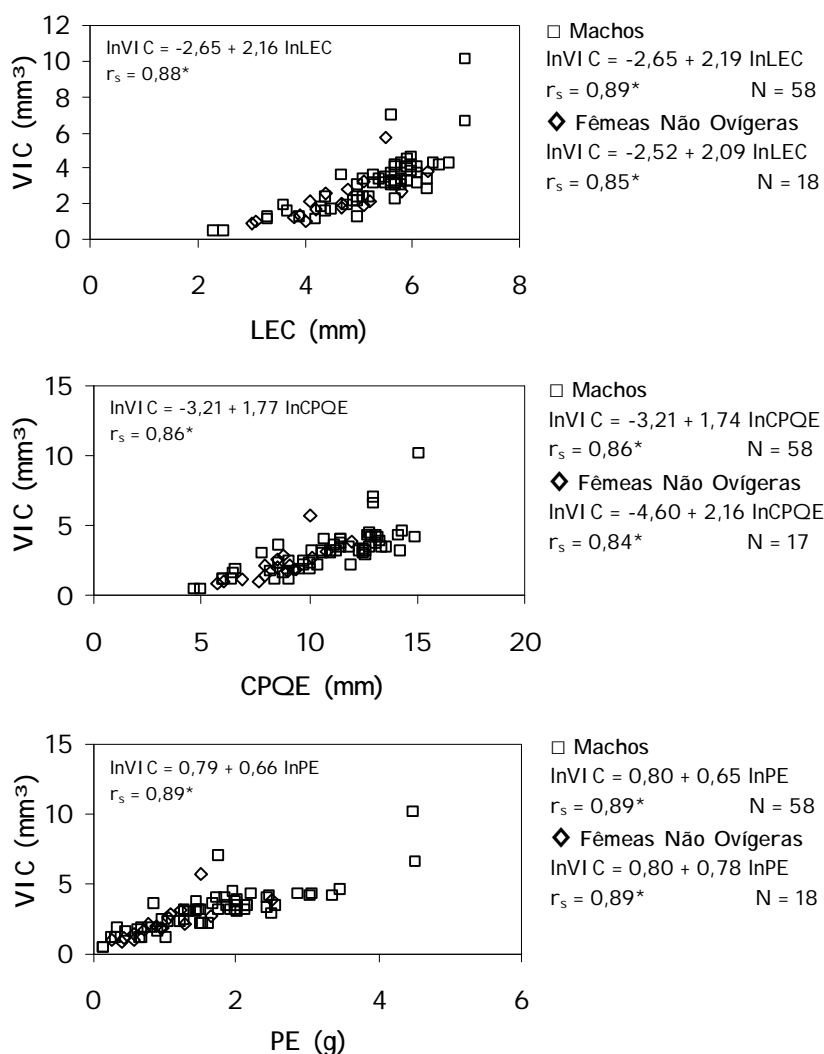 12
10
8
6
4
2
0
VIC (mm³)
lnVIC = -2,65 + 2,16 lnLEC
rs = 0,88*
0 2 4 6 8
LEC (mm)
□ Machos
lnVIC = -2,65 + 2,19 lnLEC
rs = 0,89* N = 58
◊ Fêmeas Não Ovígeras
lnVIC = -2,52 + 2,09 lnLEC
rs = 0,85* N = 18
15
10
5
0
VIC (mm³)
lnVIC = -3,21 + 1,77 lnCPQE
rs = 0,86*
0 5 10 15 20
CPQE (mm)
□ Machos
lnVIC = -3,21 + 1,74 lnCPQE
rs = 0,86* N = 58
◊ Fêmeas Não Ovígeras
lnVIC = -4,60 + 2,16 lnCPQE
rs = 0,84* N = 17
15
10
5
0
VIC (mm³)
lnVIC = 0,79 + 0,66 lnPE
rs = 0,89*
0 2 4 6
PE (g)
□ Machos
lnVIC = 0,80 + 0,65 lnPE
rs = 0,89* N = 58
◊ Fêmeas Não Ovígeras
lnVIC = 0,80 + 0,78 lnPE
rs = 0,89* N = 18